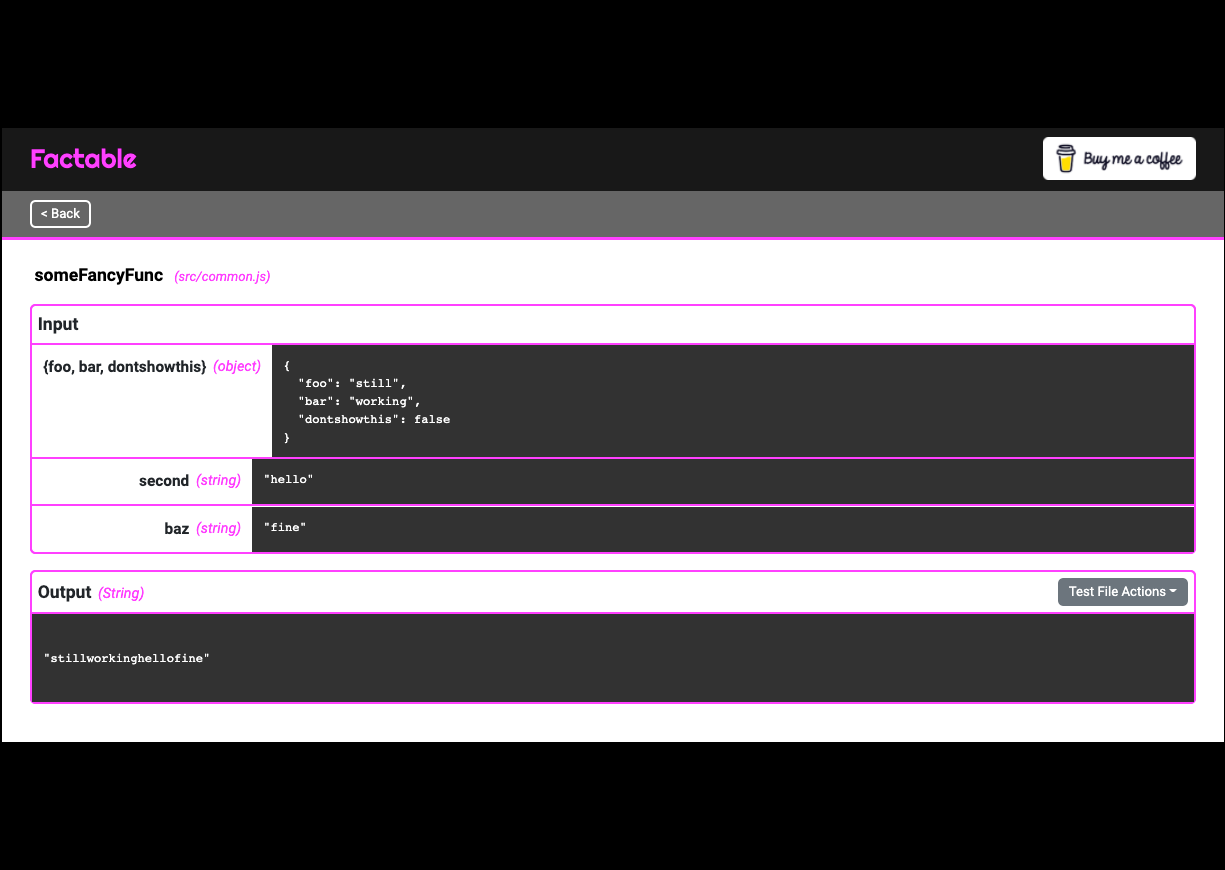 Factable
Buy me a coffee
< Back
someFancyFunc (src/common.js)
Input
{foo, bar, dontshowthis} (object)
{
"foo": "still",
"bar": "working",
"dontshowthis": false
}
second (string)
"hello"
baz (string)
"fine"
Output (String)
Test File Actions
"stillworkinghellofine"